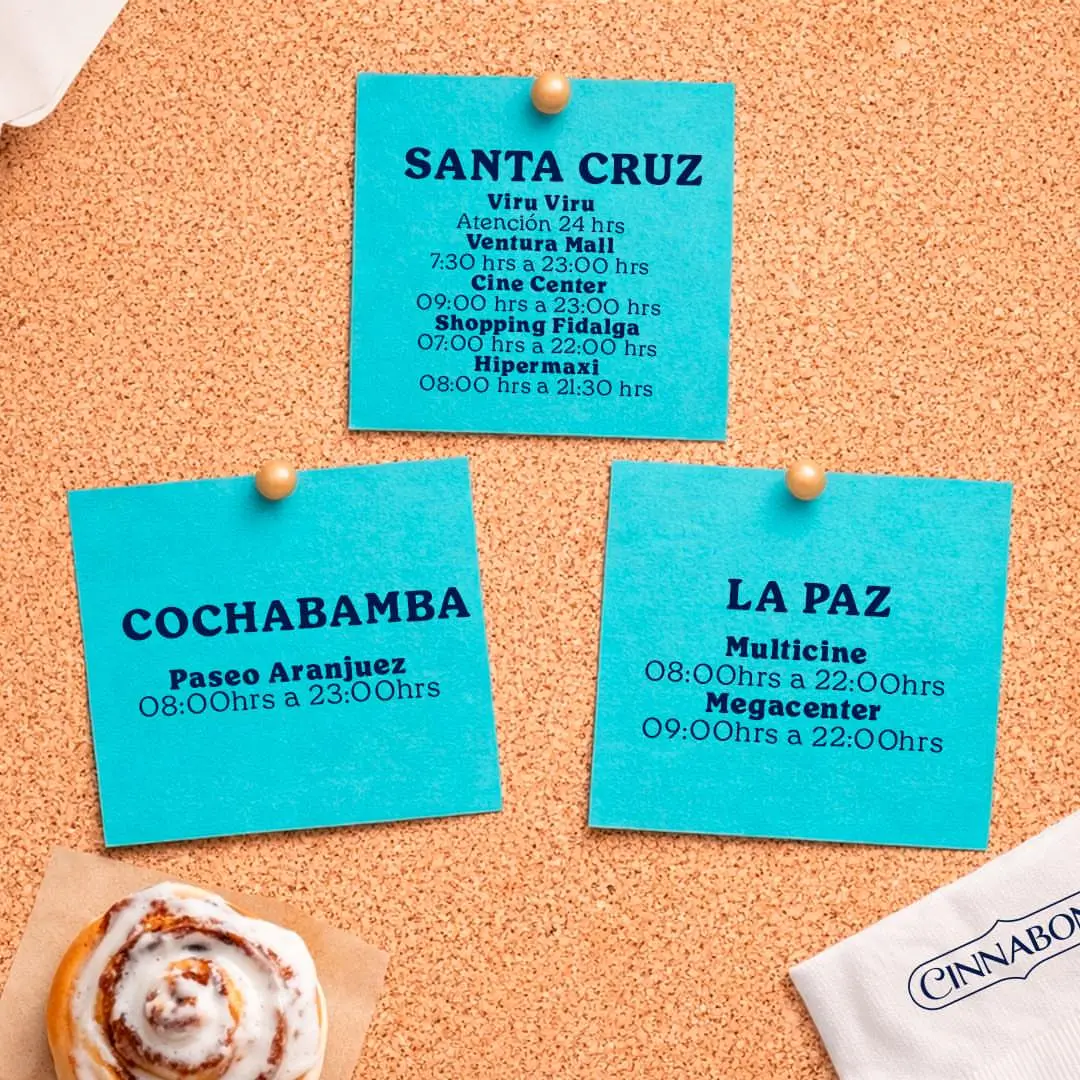 SANTA CRUZ
Viru Viru
Atención 24 hrs
Ventura Mall
7:30 hrs a 23:00 hrs
Cine Center
09:00 hrs a 23:00 hrs
Shopping Fidalga
07:00 hrs a 22:00 hrs
Hipermaxi
08:00 hrs a 21:30 hrs
COCHABAMBA
Paseo Aranjuez
08:00hrs a 23:00hrs
LA PAZ
Multicine
08:00hrs a 22:00hrs
Megacenter
09:00hrs a 22:00hrs
CINNABON